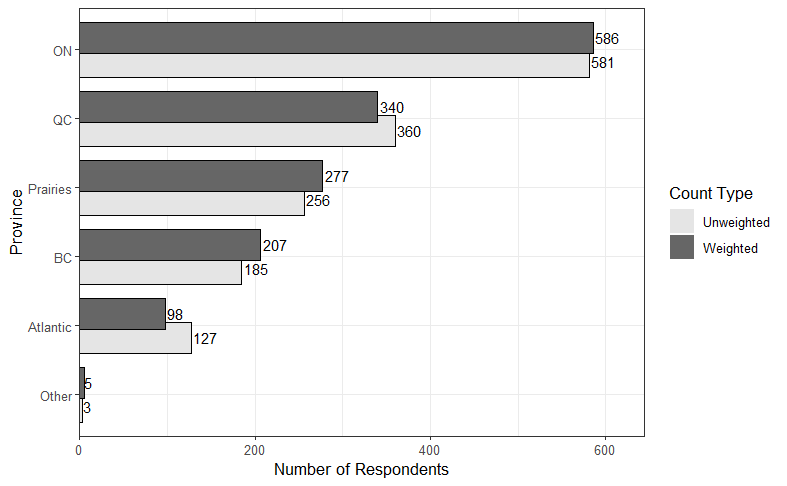 ON
586
581
QC
340
360
Prairies
277
256
BC
207
185
Atlantic
98
127
Other
5
3
0
200
400
600
Number of Respondents
Province
Count Type
Unweighted
Weighted